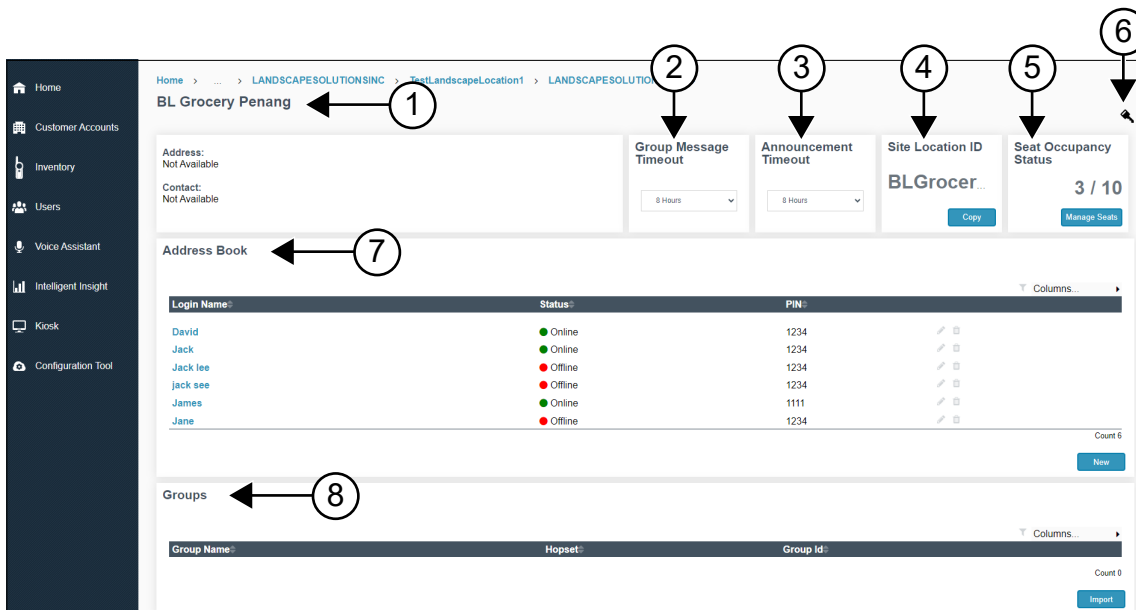 6
Home > ... > LANDSCAPESOLUTIONSINC > TestLandscapeLocation1 > LANDSCAPESOLUTION
2
3
4
5
BL Grocery Penang
1
Home
Customer Accounts
Inventory
Users
Voice Assistant
Intelligent Insight
Kiosk
Configuration Tool
Address:
Not Available
Contact:
Not Available
Group Message
Timeout
8 Hours
Announcement
Timeout
8 Hours
Site Location ID
BLGrocer...
Copy
Seat Occupancy
Status
3 / 10
Manage Seats
Address Book
7
Columns...
Login Name Status PIN
David Online 1234
Jack Online 1234
Jack lee Offline 1234
jack see Offline 1234
James Online 1111
Jane Offline 1234
Count 6
New
Groups
8
Columns...
Group Name Hopset Group Id
Count 0
Import